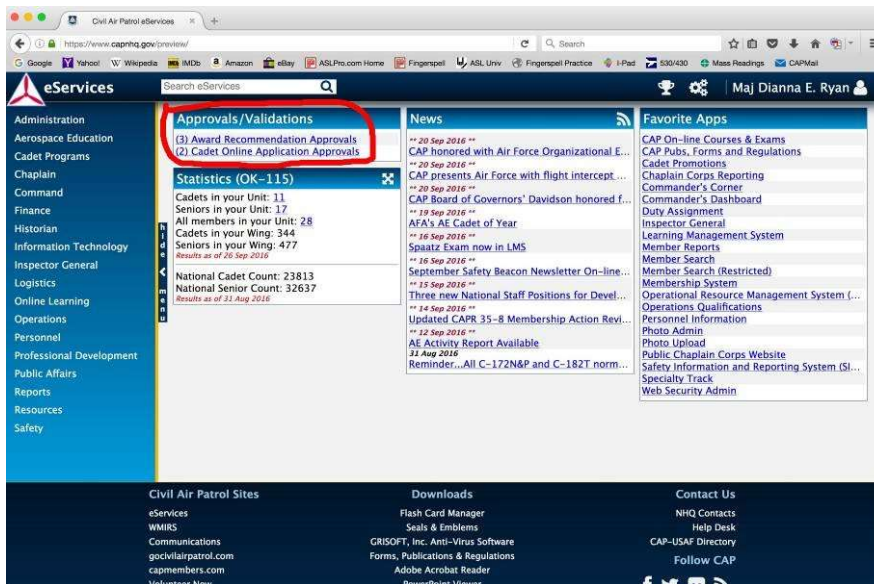 Civil Air Patrol eServices
https://www.capnhq.gov/preview/
Search
Google Yahoo! Wikipedia IMDb Amazon eBay ASLPro.com Home Fingerspell ASL Univ Fingerspell Practice I-Pad 530/430 Mass Readings CAPMail
eServices
Search eServices
Maj Dianna E. Ryan
Administration
Aerospace Education
Cadet Programs
Chaplain
Command
Finance
Historian
Information Technology
Inspector General
Logistics
Online Learning
Operations
Personnel
Professional Development
Public Affairs
Reports
Resources
Safety
hide menu
Approvals/Validations
(3) Award Recommendation Approvals
(2) Cadet Online Application Approvals
Statistics (OK-115)
Cadets in your Unit: 11
Seniors in your Unit: 17
All members in your Unit: 28
Cadets in your Wing: 344
Seniors in your Wing: 477
Results as of 26 Sep 2016
National Cadet Count: 23813
National Senior Count: 32637
Results as of 31 Aug 2016
News
** 20 Sep 2016 **
CAP honored with Air Force Organizational E...
** 20 Sep 2016 **
CAP presents Air Force with flight intercept ...
** 20 Sep 2016 **
CAP Board of Governors' Davidson honored f...
** 19 Sep 2016 **
AFA's AE Cadet of Year
** 16 Sep 2016 **
Spaatz Exam now in LMS
** 16 Sep 2016 **
September Safety Beacon Newsletter On-line...
** 15 Sep 2016 **
Three new National Staff Positions for Devel...
** 14 Sep 2016 **
Updated CAPR 35-8 Membership Action Revi...
** 12 Sep 2016 **
AE Activity Report Available
31 Aug 2016
Reminder...All C-172N&P and C-182T norm...
Favorite Apps
CAP On-line Courses & Exams
CAP Pubs, Forms and Regulations
Cadet Promotions
Chaplain Corps Reporting
Commander's Corner
Commander's Dashboard
Duty Assignment
Inspector General
Learning Management System
Member Reports
Member Search
Member Search (Restricted)
Membership System
Operational Resource Management System (...
Operations Qualifications
Personnel Information
Photo Admin
Photo Upload
Public Chaplain Corps Website
Safety Information and Reporting System (SI...
Specialty Track
Web Security Admin
Civil Air Patrol Sites
eServices
WMIRS
Communications
gocivilairpatrol.com
capmembers.com
Volunteer Now
Downloads
Flash Card Manager
Seals & Emblems
GRISOFT, Inc. Anti-Virus Software
Forms, Publications & Regulations
Adobe Acrobat Reader
PowerPoint Viewer
Contact Us
NHQ Contacts
Help Desk
CAP-USAF Directory
Follow CAP